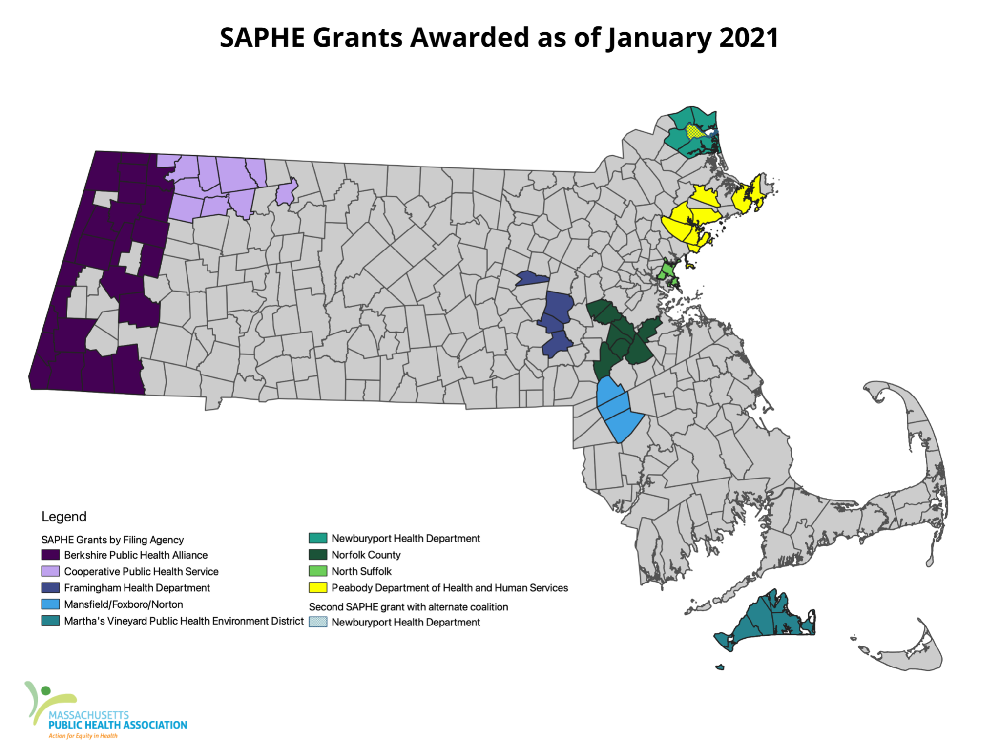 SAPHE Grants Awarded as of January 2021
Legend
SAPHE Grants by Filing Agency
Berkshire Public Health Alliance
Cooperative Public Health Service
Framingham Health Department
Mansfield/Foxboro/Norton
Martha's Vineyard Public Health Environment District
Newburyport Health Department
Norfolk County
North Suffolk
Peabody Department of Health and Human Services
Second SAPHE grant with alternate coalition
Newburyport Health Department
MASSACHUSETTS
PUBLIC HEALTH ASSOCIATION
Action for Equity in Health